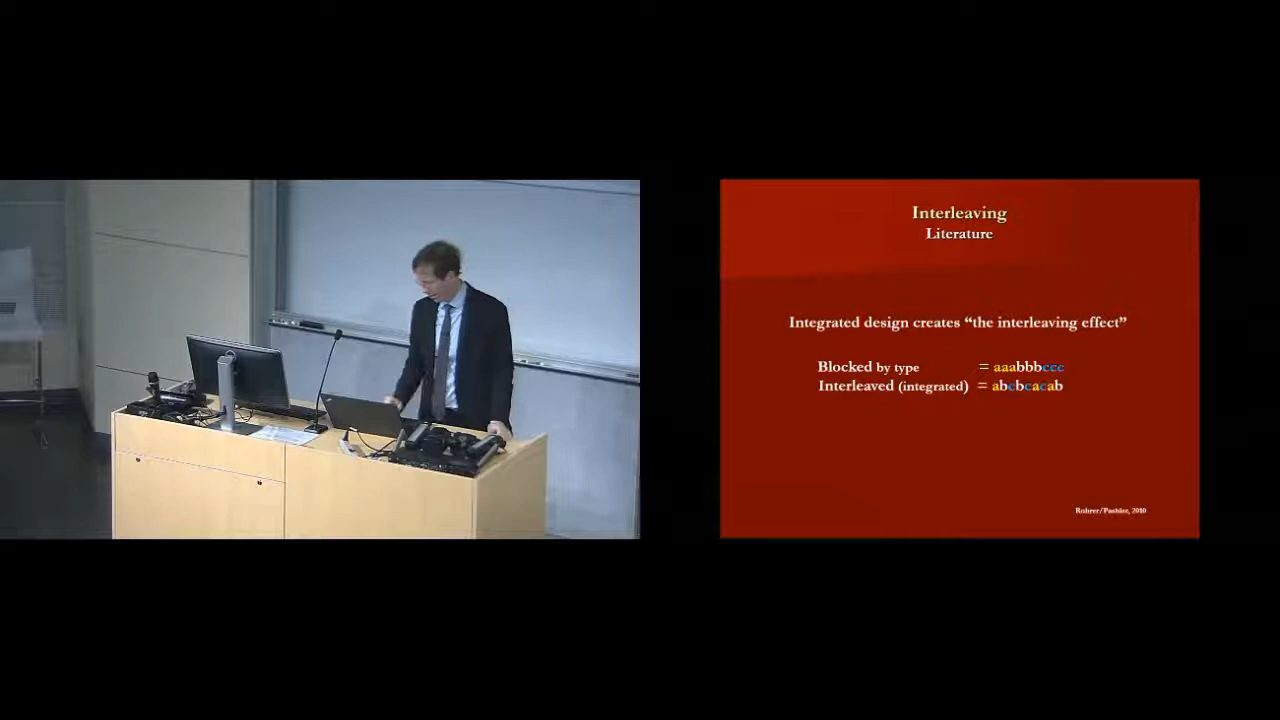 Interleaving
Literature
Integrated design creates “the interleaving effect”
Blocked by type = aaabbbccc
Interleaved (integrated) = abcbcacab
Rohrer/Pashler, 2010